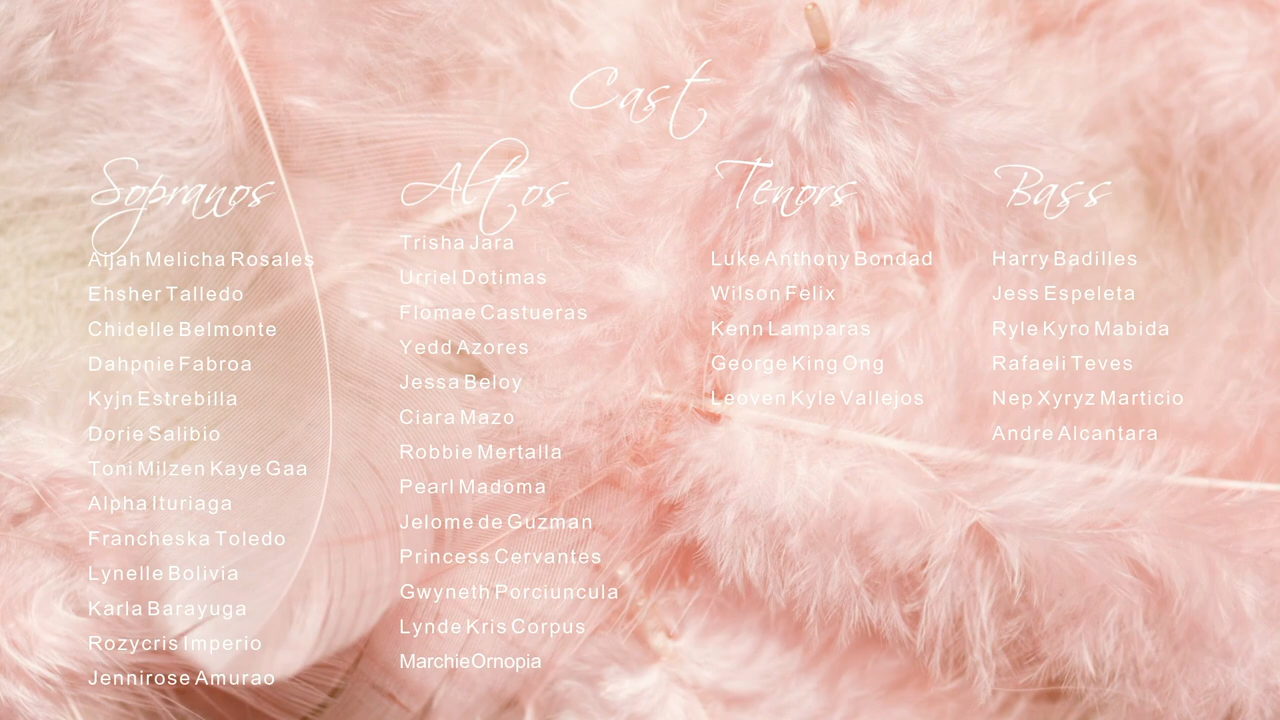 Cast
Sopranos
Aijah Melicha Rosales
Ehsher Talledo
Chidelle Belmonte
Dahpnie Fabroa
Kyjn Estrebilla
Dorie Salibio
Toni Milzen Kaye Gaa
Alpha Ituriaga
Francheska Toledo
Lynelle Bolivia
Karla Barayuga
Rozycris Imperio
Jennirose Amurao
Altos
Trisha Jara
Urriel Dotimas
Flomae Castueras
Yedd Azores
Jessa Beloy
Ciara Mazo
Robbie Mertalla
Pearl Madoma
Jelome de Guzman
Princess Cervantes
Gwyneth Porciuncula
Lynde Kris Corpus
MarchieOrnopia
Tenors
Luke Anthony Bondad
Wilson Felix
Kenn Lamparas
George King Ong
Leoven Kyle Vallejos
Bass
Harry Badilles
Jess Espeleta
Ryle Kyro Mabida
Rafaeli Teves
Nep Xyryz Marticio
Andre Alcantara